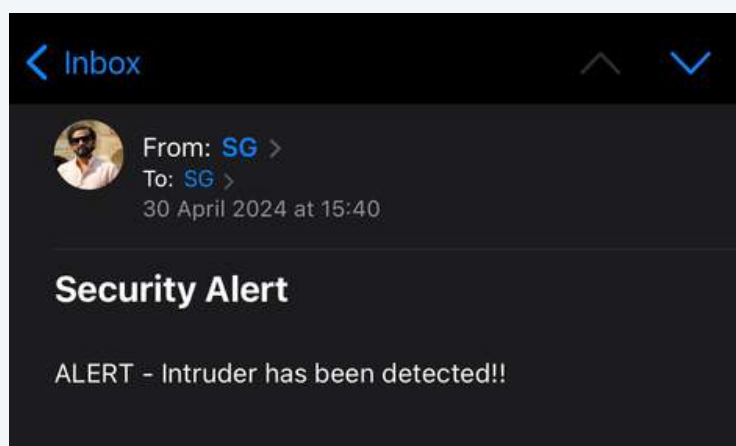 Inbox
From: SG
To: SG
30 April 2024 at 15:40
Security Alert
ALERT - Intruder has been detected!!